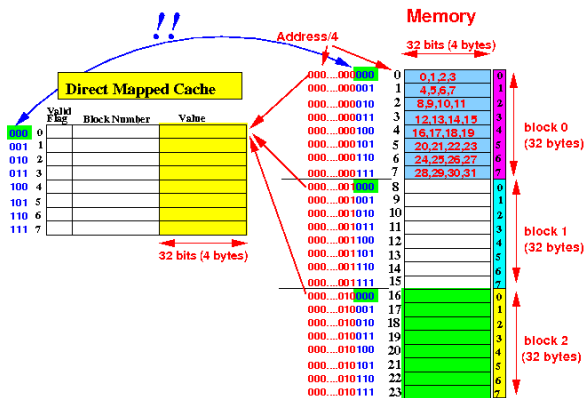 Memory
!!
Address/4
32 bits (4 bytes)
Direct Mapped Cache
Valid Flag Block Number Value
000 0
001 1
010 2
011 3
100 4
101 5
110 6
111 7
32 bits (4 bytes)
000....000000 0 0,1,2,3 0
000....000001 1 4,5,6,7 1
000....000010 2 8,9,10,11 2
000....000011 3 12,13,14,15 3
000....000100 4 16,17,18,19 4
000....000101 5 20,21,22,23 5
000....000110 6 24,25,26,27 6
000....000111 7 28,29,30,31 7
block 0
(32 bytes)
000....001000 8 0
000....001001 9 1
000....001010 10 2
000....001011 11 3
000....001100 12 4
000....001101 13 5
000....001110 14 6
000....001111 15 7
block 1
(32 bytes)
000....010000 16 0
000....010001 17 1
000....010010 18 2
000....010011 19 3
000....010100 20 4
000....010101 21 5
000....010110 22 6
000....010111 23 7
block 2
(32 bytes)